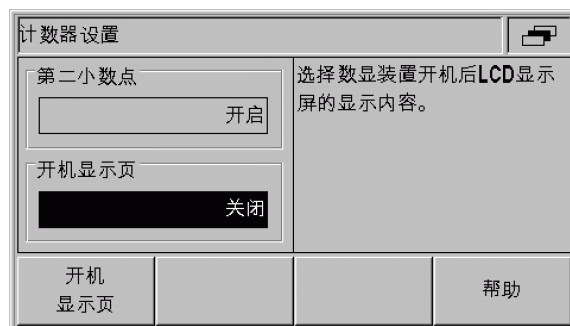 计数器设置
第二小数点
开启
开机显示页
关闭
选择数显装置开机后LCD显示
屏的显示内容。
开机
显示页
帮助